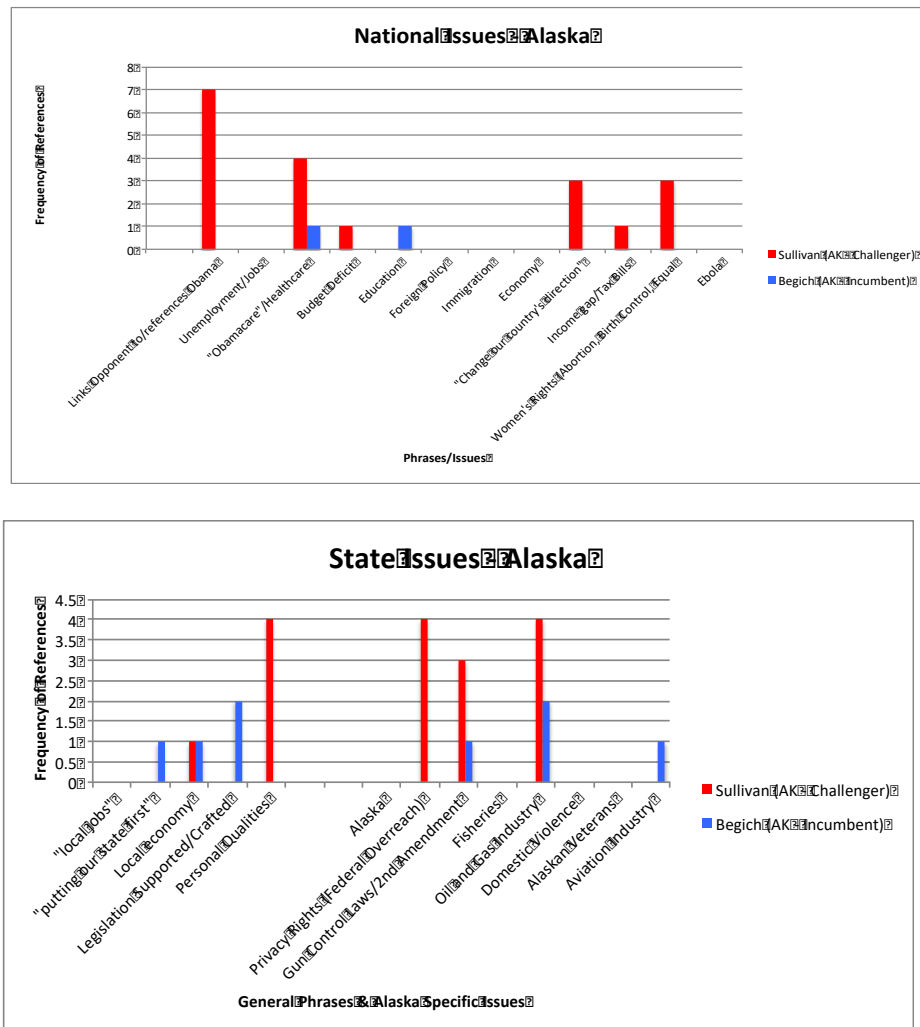 National Issues - Alaska
8
7
6
5
4
3
2
1
0
Frequency of References
Links Opponent to/references Obama
Unemployment/Jobs
"Obamacare"/Healthcare
Budget Deficit
Education
Foreign Policy
Immigration
Economy
"Change our country's direction"
Income gap/Tax Bills
Women's Rights (Abortion, Birth Control, Equal
Ebola
Sullivan (AK - Challenger)
Begich (AK - Incumbent)
Phrases/Issues
State Issues - Alaska
4.5
4
3.5
3
2.5
2
1.5
1
0.5
0
Frequency of References
"local jobs"
"putting our state first"
Local economy
Legislation Supported/Crafted
Personal Qualities
Alaska
Privacy Rights (Federal Overreach)
Gun Control Laws/2nd Amendment
Fisheries
Oil and Gas Industry
Domestic Violence
Alaskan Veterans
Aviation Industry
Sullivan (AK - Challenger)
Begich (AK - Incumbent)
General Phrases & Alaska Specific Issues